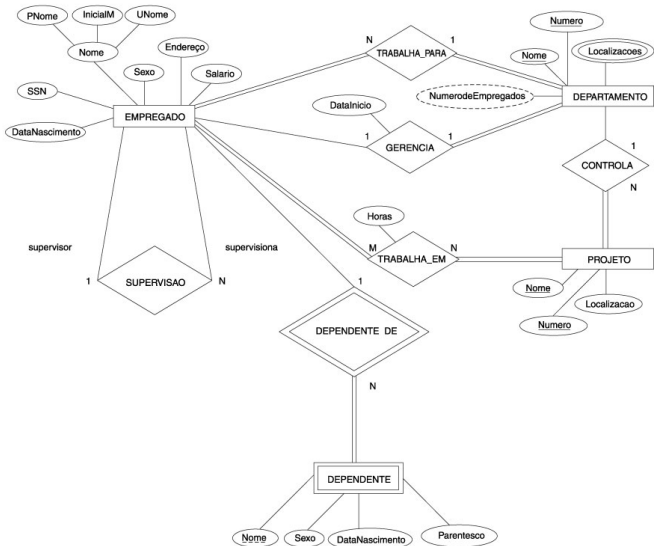 PNome
InicialM
UNome
Nome
Endereço
Sexo
Salario
SSN
EMPREGADO
DataNascimento
N
TRABALHA_PARA
1
Numero
Nome
Localizacoes
NumerodeEmpregados
DEPARTAMENTO
DataInicio
1
GERENCIA
1
1
CONTROLA
N
supervisor
supervisiona
1
SUPERVISAO
N
Horas
M
TRABALHA_EM
N
PROJETO
Nome
Numero
Localizacao
1
DEPENDENTE DE
N
DEPENDENTE
Nome
Sexo
DataNascimento
Parentesco